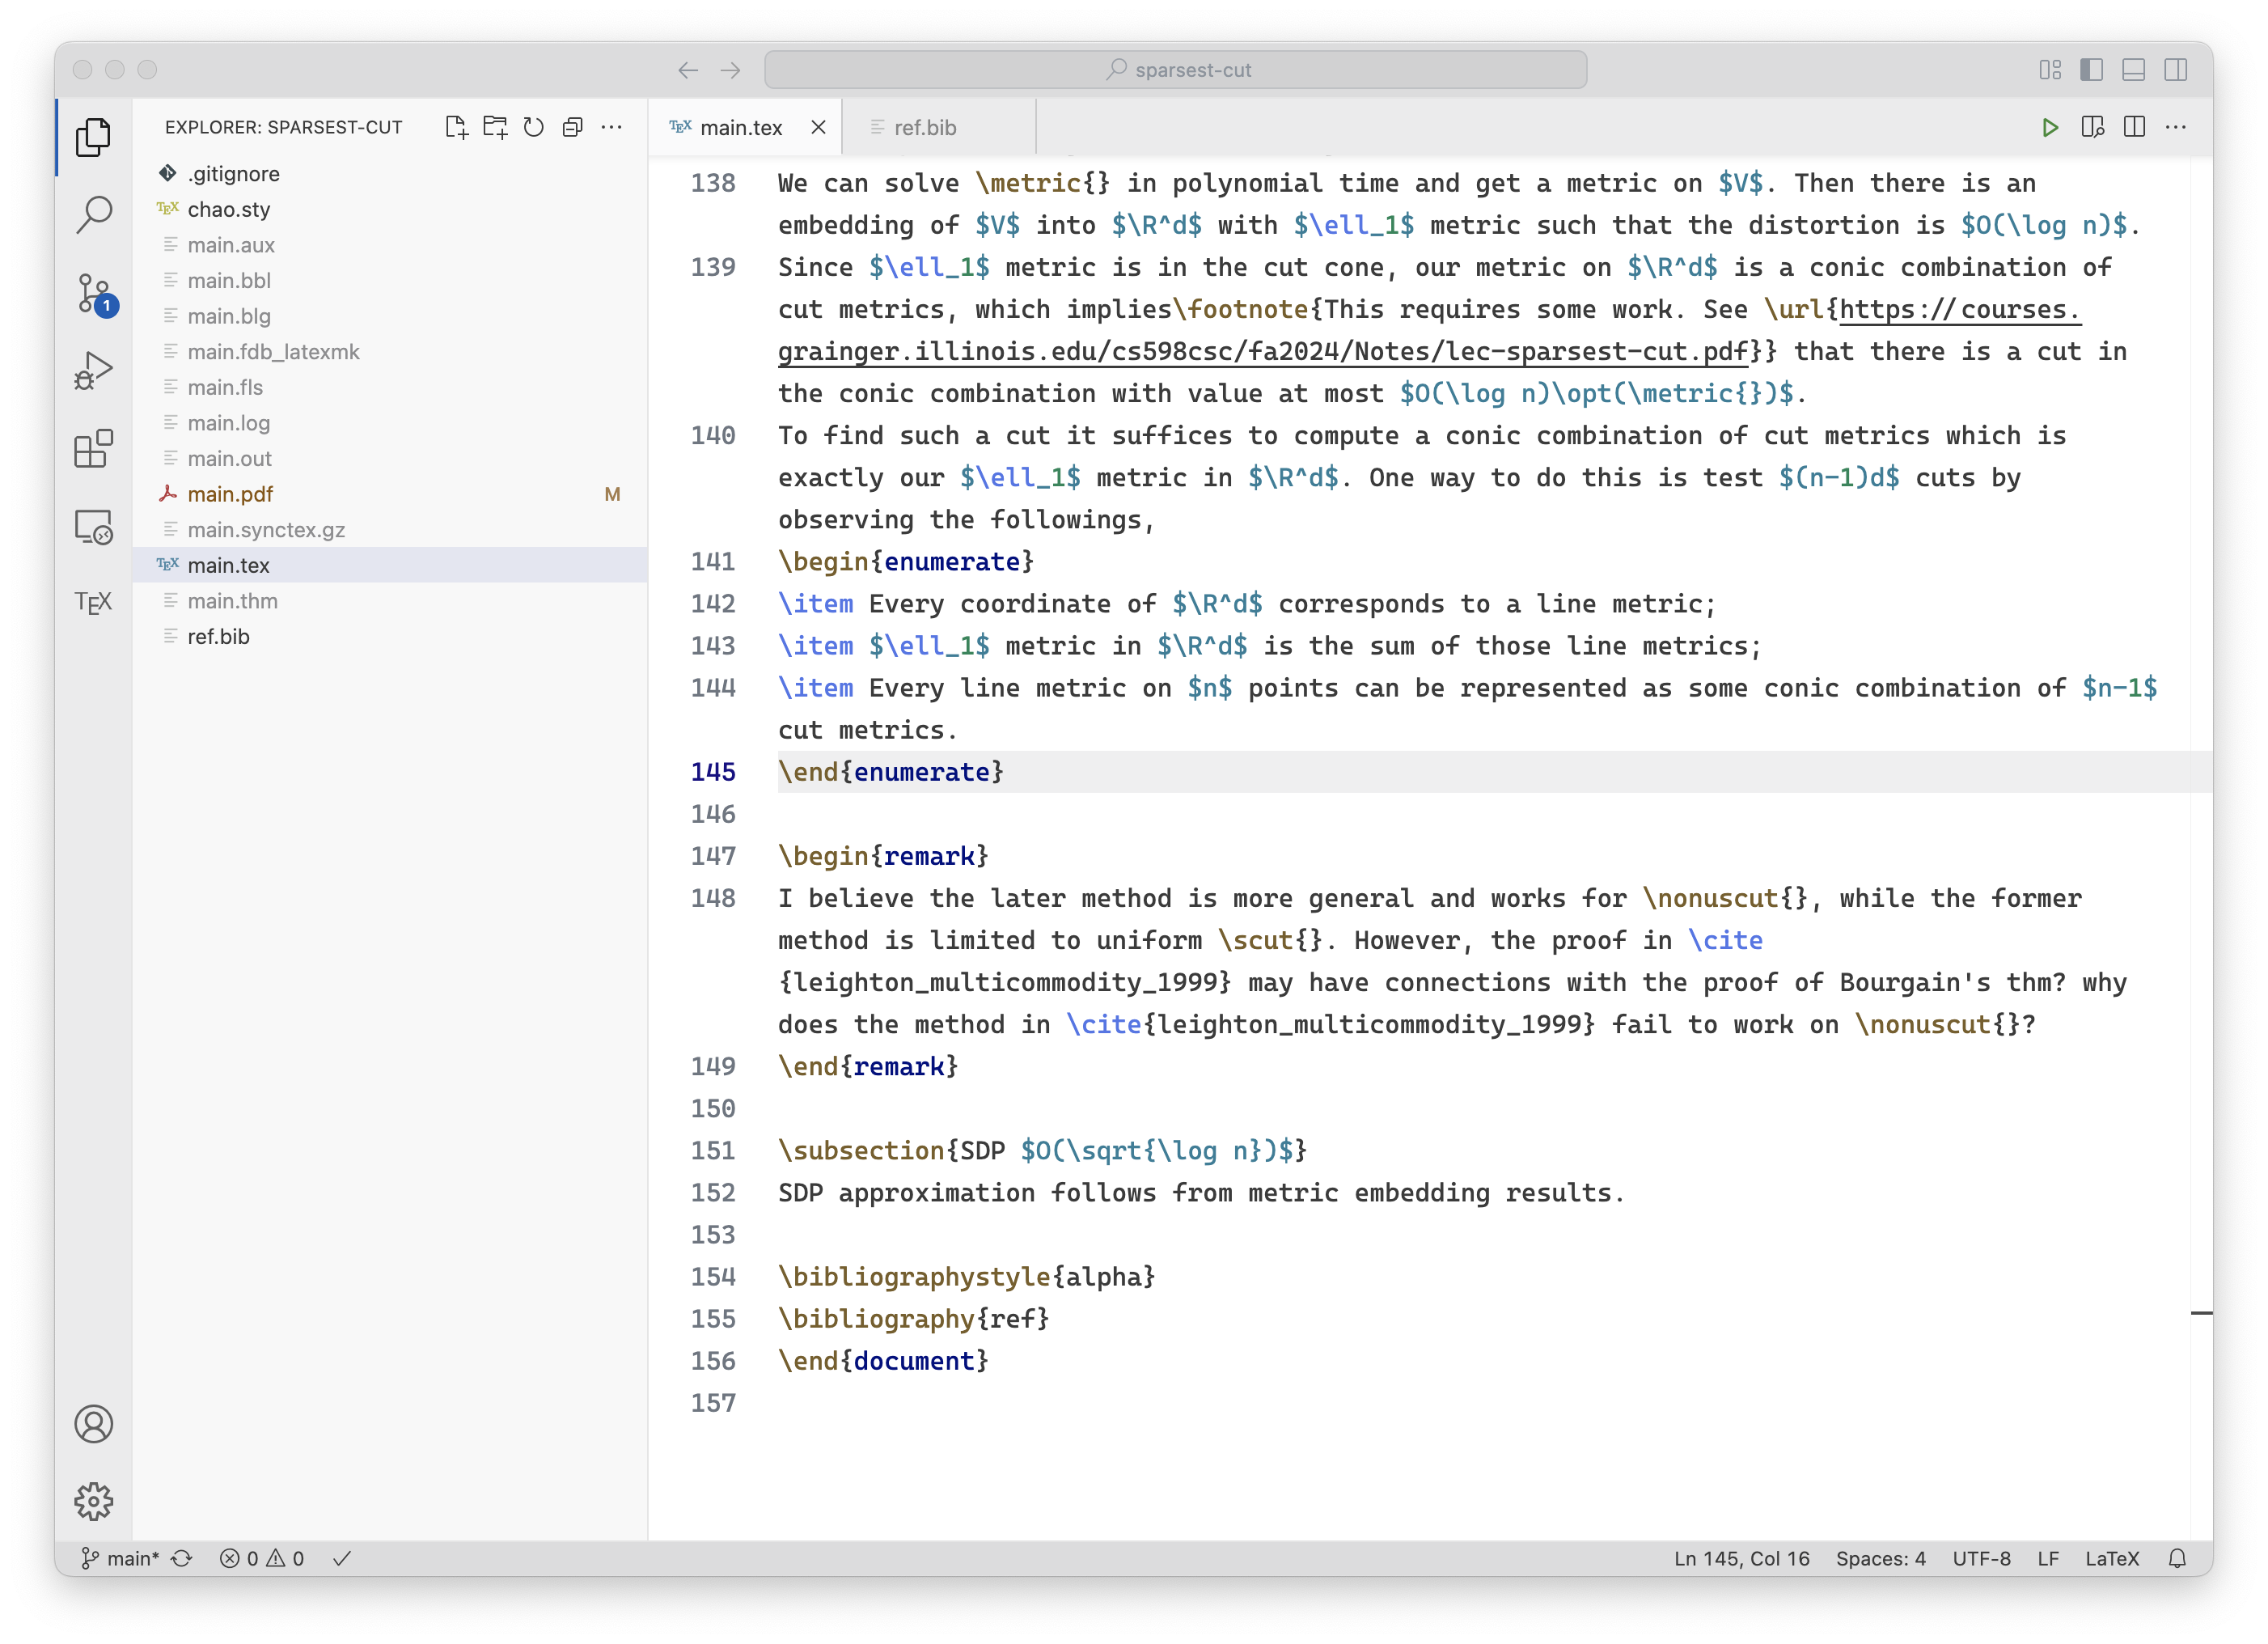 sparsest-cut
EXPLORER: SPARSEST-CUT
.gitignore
chao.sty
main.aux
main.bbl
main.blg
main.fdb_latexmk
main.fls
main.log
main.out
main.pdf M
main.synctex.gz
main.tex
main.thm
ref.bib
1
TEX
main.tex
ref.bib
138 We can solve \metric{} in polynomial time and get a metric on $V$. Then there is an
embedding of $V$ into $\R^d$ with $\ell_1$ metric such that the distortion is $O(\log n)$.
139 Since $\ell_1$ metric is in the cut cone, our metric on $\R^d$ is a conic combination of
cut metrics, which implies\footnote{This requires some work. See \url{https://courses.
grainger.illinois.edu/cs598csc/fa2024/Notes/lec-sparsest-cut.pdf}} that there is a cut in
the conic combination with value at most $O(\log n)\opt(\metric{})$.
140 To find such a cut it suffices to compute a conic combination of cut metrics which is
exactly our $\ell_1$ metric in $\R^d$. One way to do this is test $(n-1)d$ cuts by
observing the followings,
141 \begin{enumerate}
142 \item Every coordinate of $\R^d$ corresponds to a line metric;
143 \item $\ell_1$ metric in $\R^d$ is the sum of those line metrics;
144 \item Every line metric on $n$ points can be represented as some conic combination of $n-1$
cut metrics.
145 \end{enumerate}
146
147 \begin{remark}
148 I believe the later method is more general and works for \nonuscut{}, while the former
method is limited to uniform \scut{}. However, the proof in \cite
{leighton_multicommodity_1999} may have connections with the proof of Bourgain's thm? why
does the method in \cite{leighton_multicommodity_1999} fail to work on \nonuscut{}?
149 \end{remark}
150
151 \subsection{SDP $O(\sqrt{\log n})$}
152 SDP approximation follows from metric embedding results.
153
154 \bibliographystyle{alpha}
155 \bibliography{ref}
156 \end{document}
157
main* 0 0 Ln 145, Col 16 Spaces: 4 UTF-8 LF LaTeX